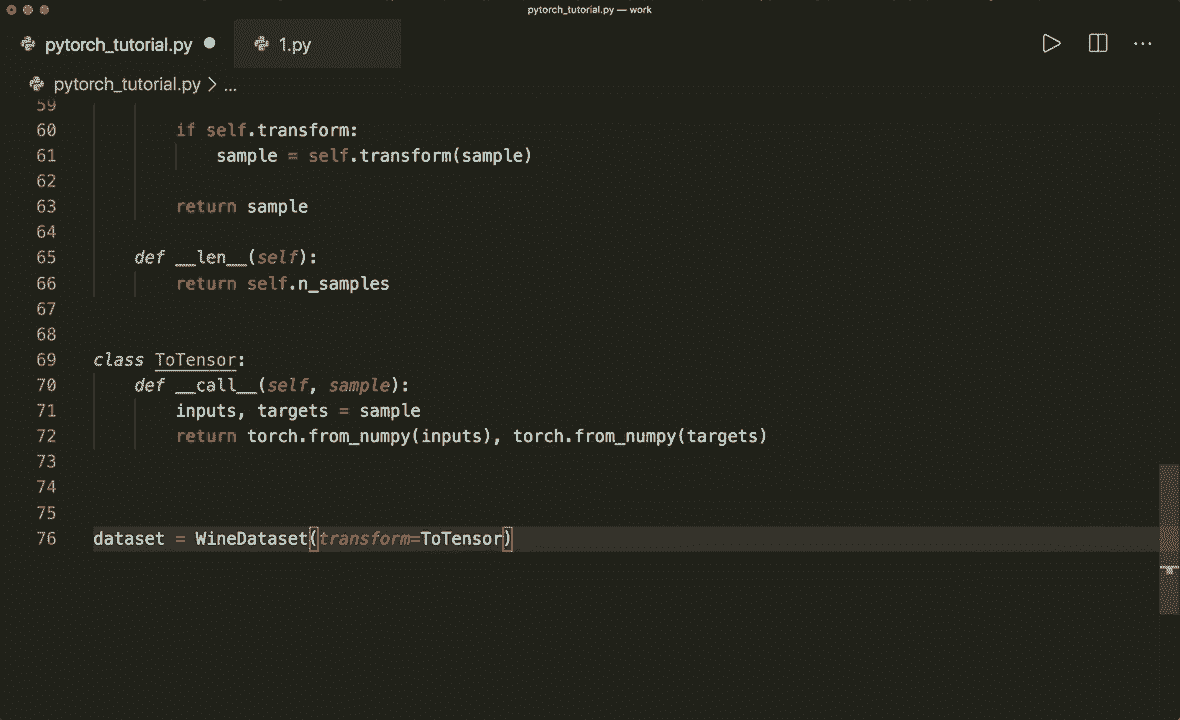 pytorch_tutorial.py — work
pytorch_tutorial.py 1.py
pytorch_tutorial.py > ...
59
60 if self.transform:
61 sample = self.transform(sample)
62
63 return sample
64
65 def __len__(self):
66 return self.n_samples
67
68
69 class ToTensor:
70 def __call__(self, sample):
71 inputs, targets = sample
72 return torch.from_numpy(inputs), torch.from_numpy(targets)
73
74
75
76 dataset = WineDataset(transform=ToTensor)